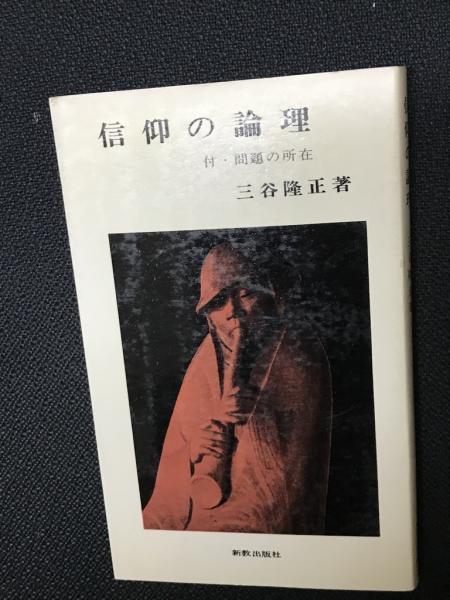 信仰の論理
付・問題の所在
三谷隆正著
新教出版社